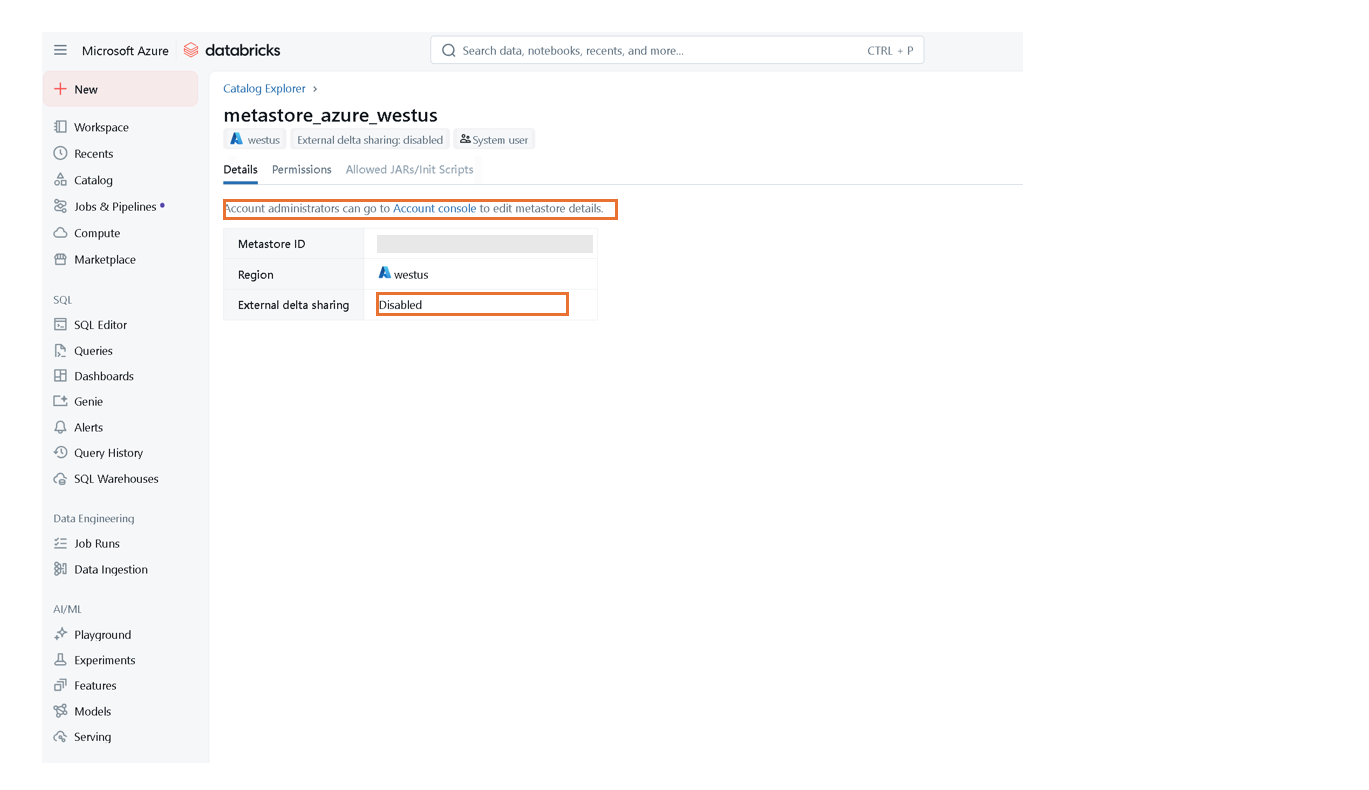 Microsoft Azure databricks
Search data, notebooks, recents, and more... CTRL + P
New
Workspace
Recents
Catalog
Jobs & Pipelines
Compute
Marketplace
SQL
SQL Editor
Queries
Dashboards
Genie
Alerts
Query History
SQL Warehouses
Data Engineering
Job Runs
Data Ingestion
AI/ML
Playground
Experiments
Features
Models
Serving
Catalog Explorer ›
metastore_azure_westus
westus External delta sharing: disabled System user
Details Permissions Allowed JARs/Init Scripts
Account administrators can go to Account console to edit metastore details.
Metastore ID
Region westus
External delta sharing Disabled